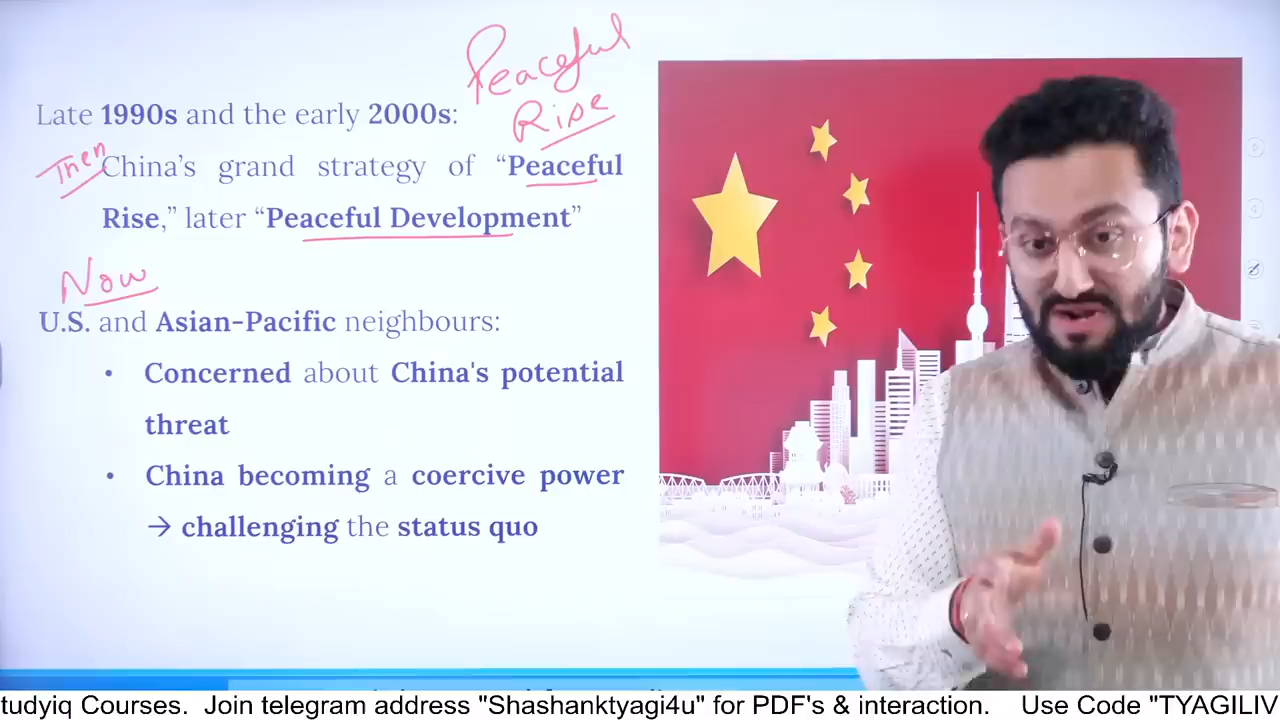 Peaceful
Rise
Late 1990s and the early 2000s:
Then
China's grand strategy of “Peaceful
Rise,” later “Peaceful Development”
Now
U.S. and Asian-Pacific neighbours:
• Concerned about China's potential
threat
• China becoming a coercive power
→ challenging the status quo
tudyiq Courses. Join telegram address "Shashanktyagi4u" for PDF's & interaction. Use Code "TYAGILIV